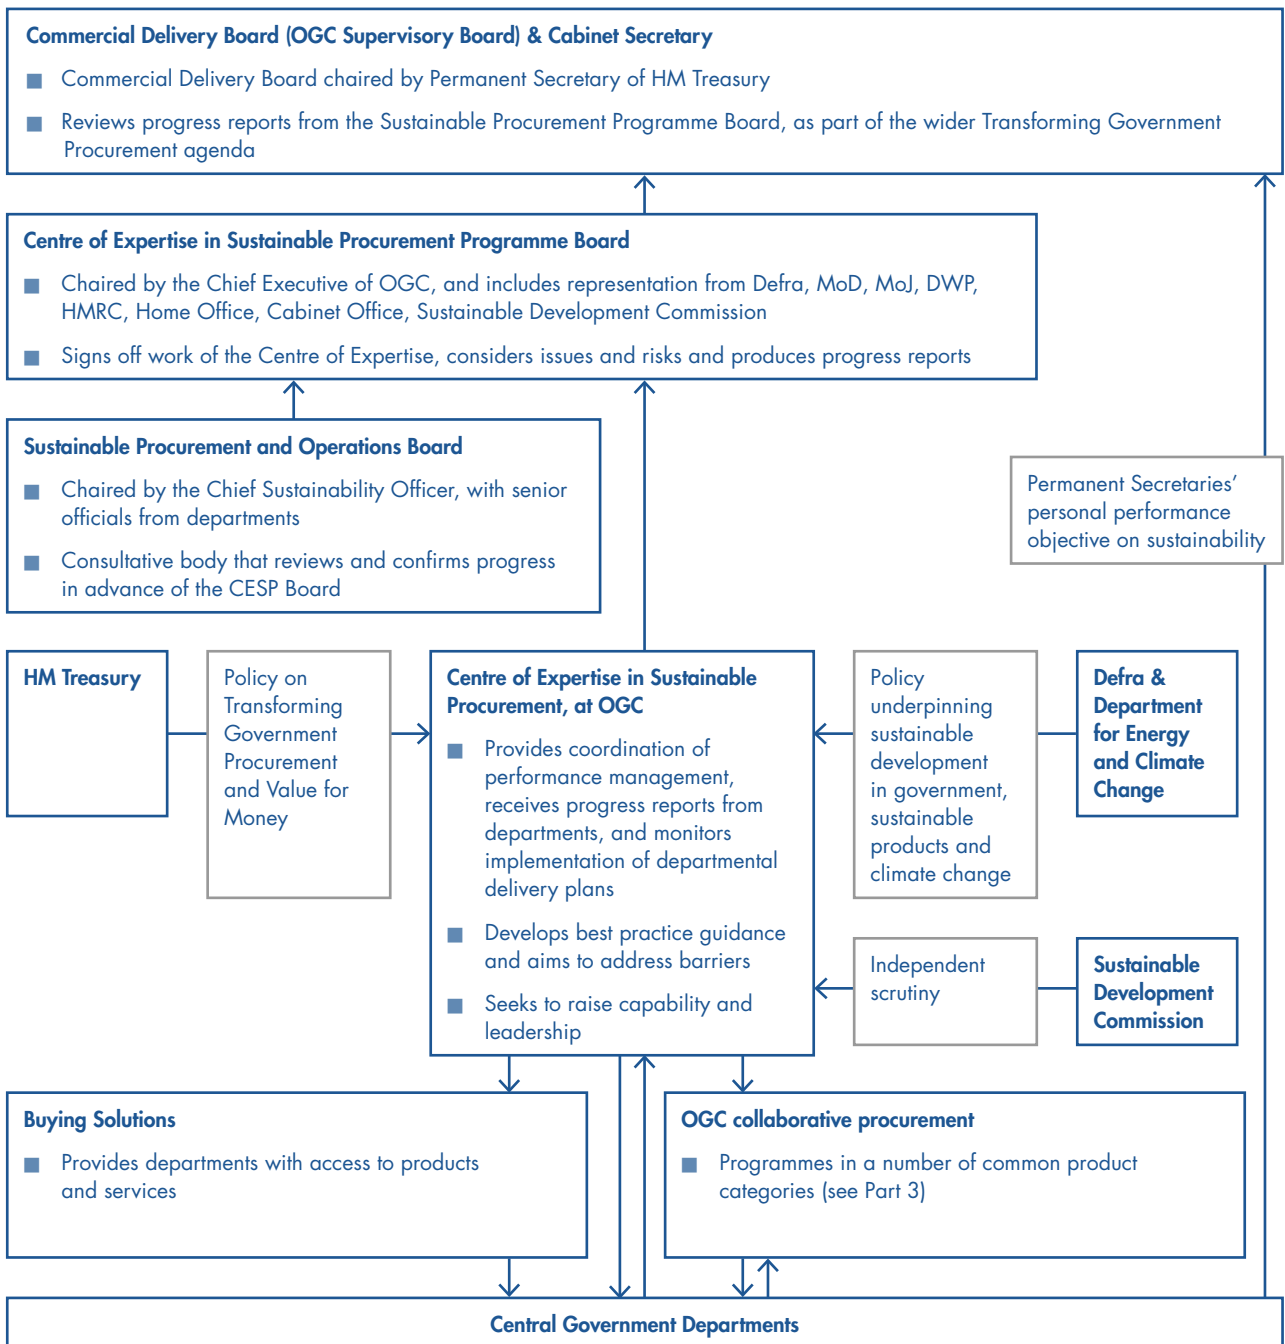 Commercial Delivery Board (OGC Supervisory Board) & Cabinet Secretary
■ Commercial Delivery Board chaired by Permanent Secretary of HM Treasury
■ Reviews progress reports from the Sustainable Procurement Programme Board, as part of the wider Transforming Government
Procurement agenda
Centre of Expertise in Sustainable Procurement Programme Board
■ Chaired by the Chief Executive of OGC, and includes representation from Defra, MoD, MoJ, DWP,
HMRC, Home Office, Cabinet Office, Sustainable Development Commission
■ Signs off work of the Centre of Expertise, considers issues and risks and produces progress reports
Sustainable Procurement and Operations Board
■ Chaired by the Chief Sustainability Officer, with senior
officials from departments
■ Consultative body that reviews and confirms progress
in advance of the CESP Board
Permanent Secretaries’
personal performance
objective on sustainability
HM Treasury
Policy on
Transforming
Government
Procurement
and Value for
Money
Centre of Expertise in Sustainable
Procurement, at OGC
■ Provides coordination of
performance management,
receives progress reports from
departments, and monitors
implementation of departmental
delivery plans
■ Develops best practice guidance
and aims to address barriers
■ Seeks to raise capability and
leadership
Policy
underpinning
sustainable
development
in government,
sustainable
products and
climate change
Defra &
Department
for Energy
and Climate
Change
Independent
scrutiny
Sustainable
Development
Commission
Buying Solutions
■ Provides departments with access to products
and services
OGC collaborative procurement
■ Programmes in a number of common product
categories (see Part 3)
Central Government Departments